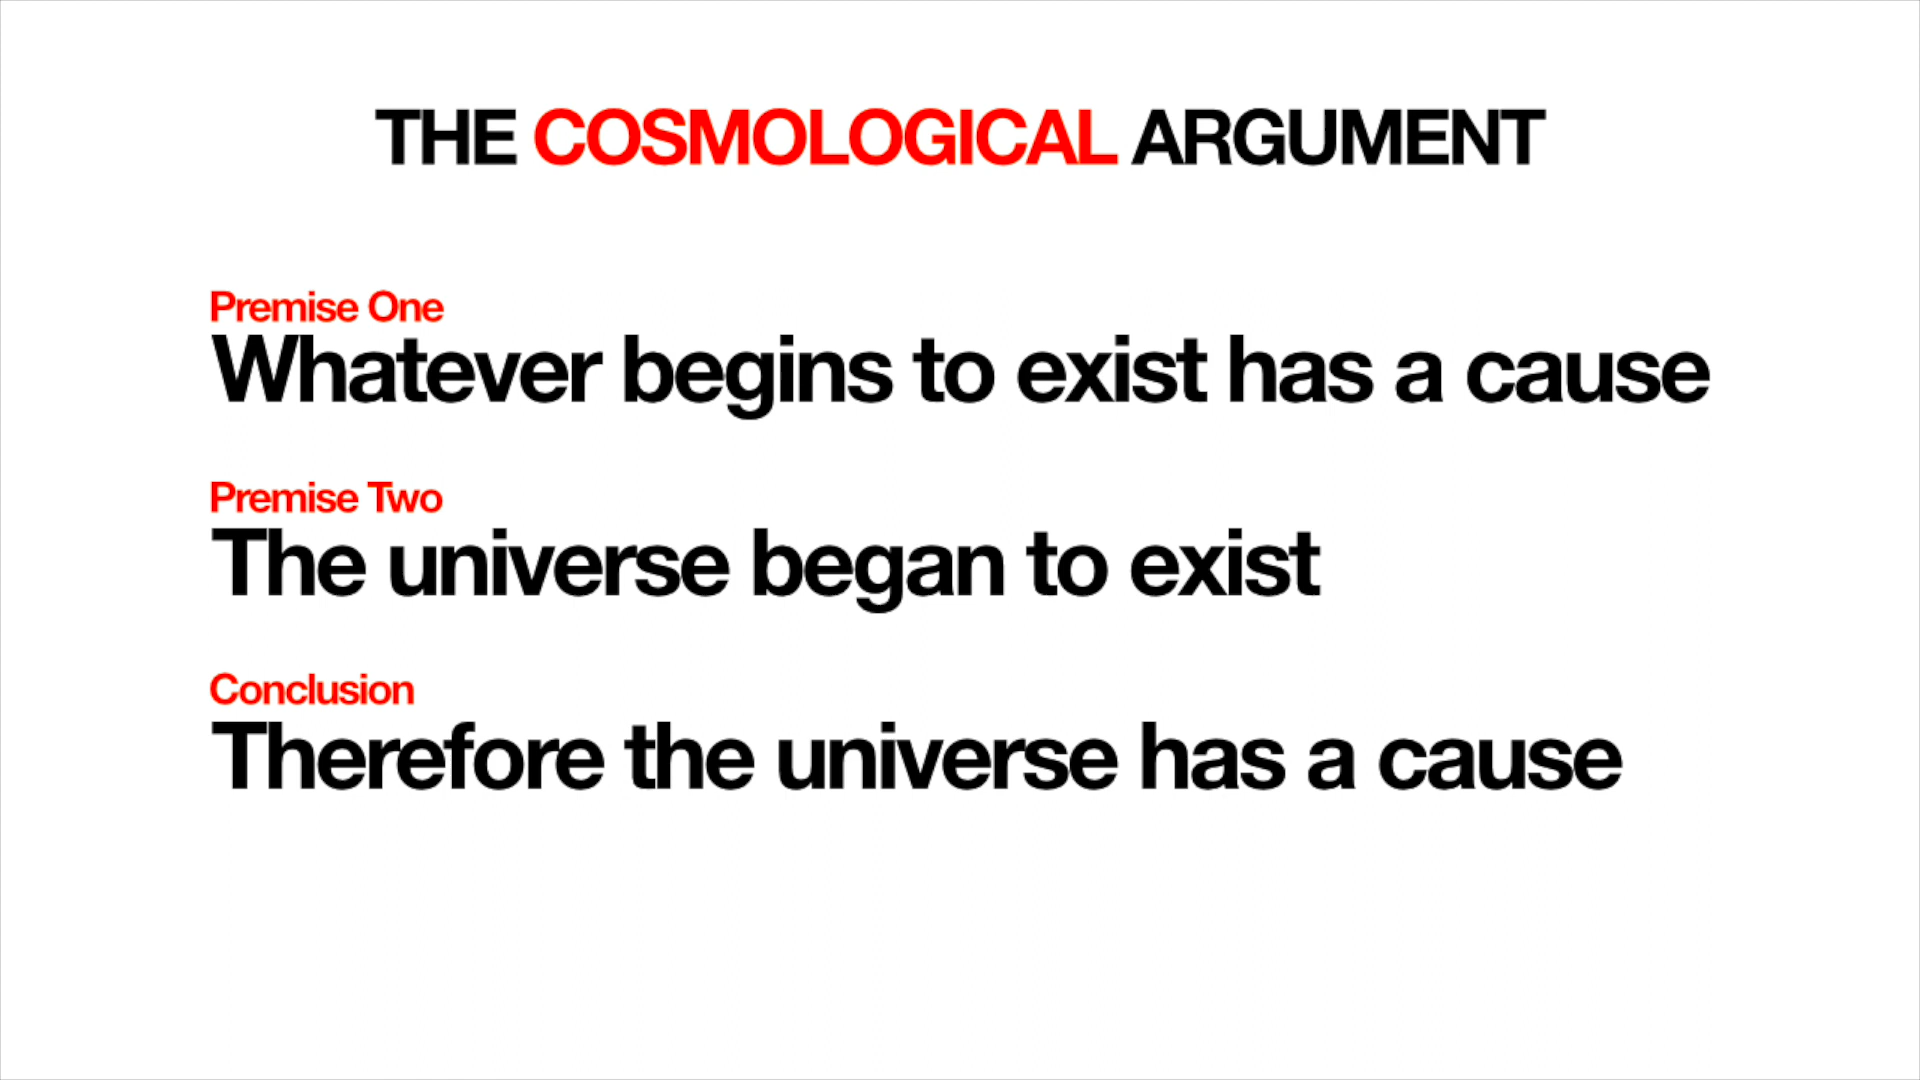 THE COSMOLOGICAL ARGUMENT
Premise One
Whatever begins to exist has a cause
Premise Two
The universe began to exist
Conclusion
Therefore the universe has a cause